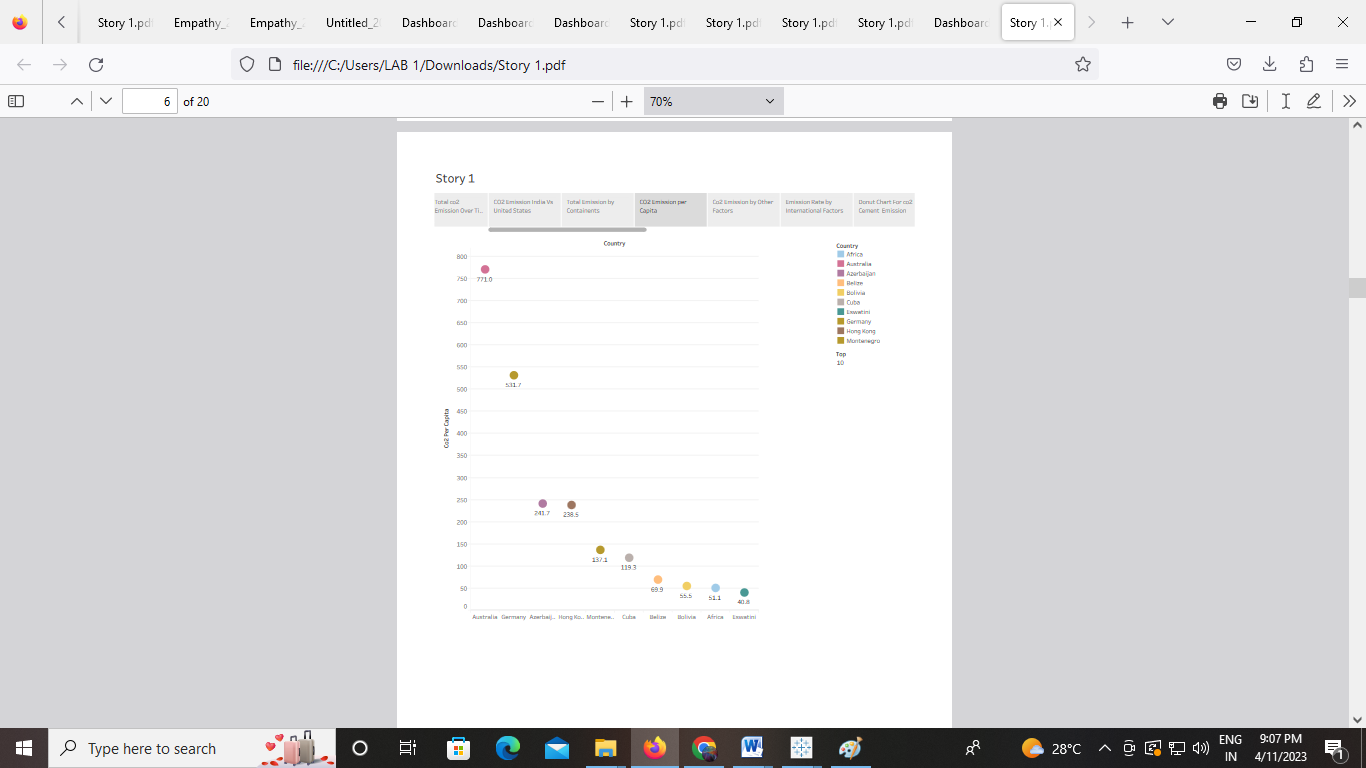 Story 1.pdf
Empathy_
Empathy_
Untitled_2
Dashboard
Dashboard
Dashboard
Story 1.pdf
Story 1.pdf
Story 1.pdf
Story 1.pdf
Dashboard
Story 1.
file:///C:/Users/LAB 1/Downloads/Story 1.pdf
6 of 20
70%
Story 1
Total co2
Emission Over Ti...
CO2 Emission India Vs
United States
Total Emission by
Containents
CO2 Emission per
Capita
Co2 Emission by Other
Factors
Emission Rate by
International Factors
Donut Chart For co2
Cement Emission
Country
Co2 Per Capita
800
750
700
650
600
550
500
450
400
350
300
250
200
150
100
50
0
771.0
531.7
241.7
238.6
137.1
119.3
69.9
55.5
51.1
40.8
Australia
Germany
Azerbaij..
Hong Ko..
Montene..
Cuba
Belize
Bolivia
Africa
Eswatini
Country
Africa
Australia
Azerbaijan
Belize
Bolivia
Cuba
Eswatini
Germany
Hong Kong
Montenegro
Top
10
Type here to search
28°C
ENG
IN
9:07 PM
4/11/2023
1